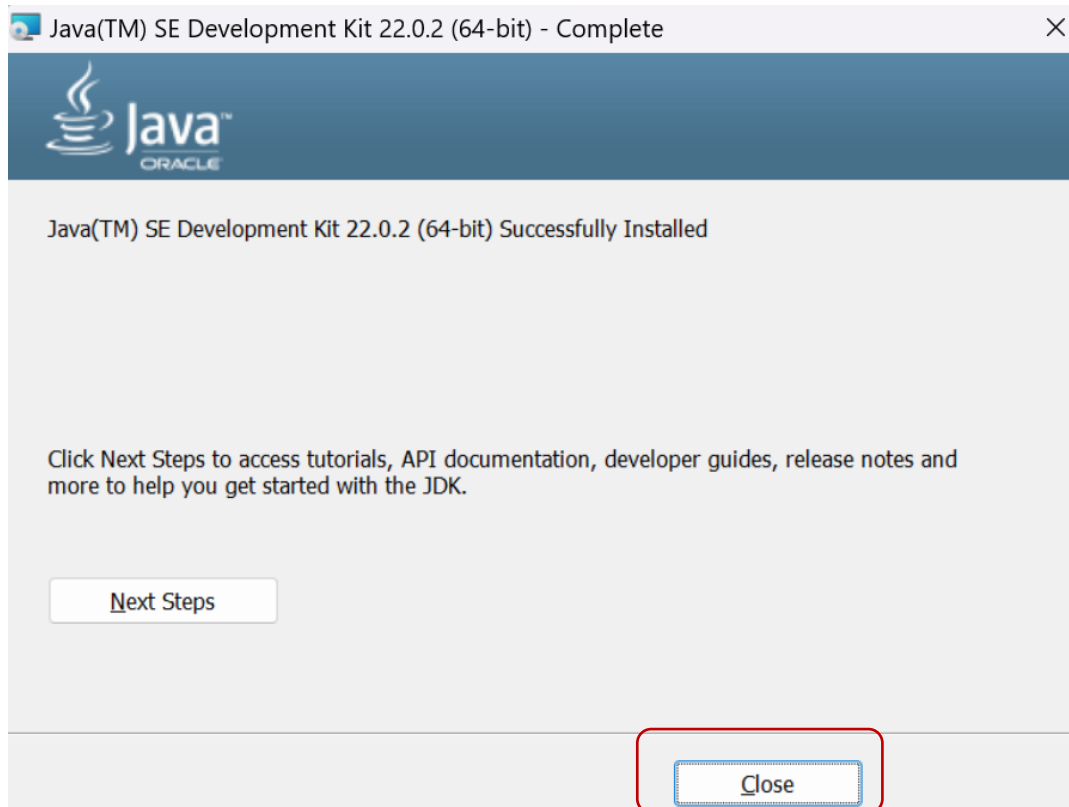 Java(TM) SE Development Kit 22.0.2 (64-bit) - Complete
Java™
ORACLE
Java(TM) SE Development Kit 22.0.2 (64-bit) Successfully Installed
Click Next Steps to access tutorials, API documentation, developer guides, release notes and
more to help you get started with the JDK.
Next Steps
Close